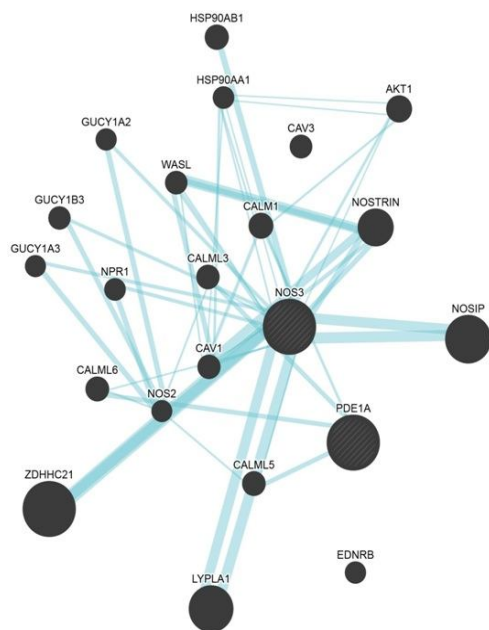 HSP90AB1
HSP90AA1
AKT1
GUCY1A2
CAV3
WASL
NOSTRIN
GUCY1B3
CALM1
GUCY1A3
NPR1
CALML3
NOS3
NOSIP
CAV1
CALML6
NOS2
PDE1A
CALML5
ZDHHC21
EDNRB
LYPLA1